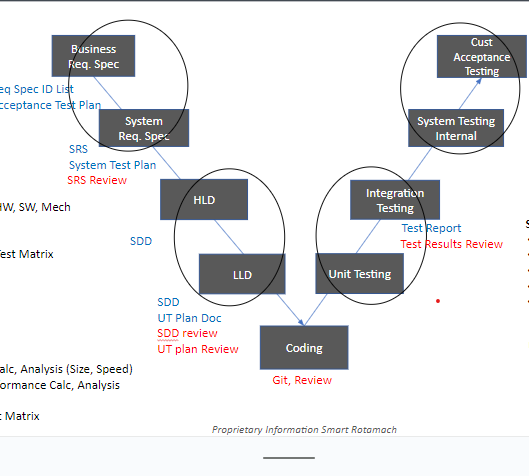 Business
Req. Spec
Cust
Acceptance
Testing
eq Spec ID List
cceptance Test Plan
System
Req. Spec
System Testing
Internal
SRS
System Test Plan
SRS Review
HW, SW, Mech
HLD
Integration
Testing
Test Report
Test Results Review
SDD
est Matrix
LLD
Unit Testing
SDD
UT Plan Doc
SDD review
UT plan Review
Coding
Git, Review
alc, Analysis (Size, Speed)
ormance Calc, Analysis
t Matrix
Proprietary Information Smart Rotamach